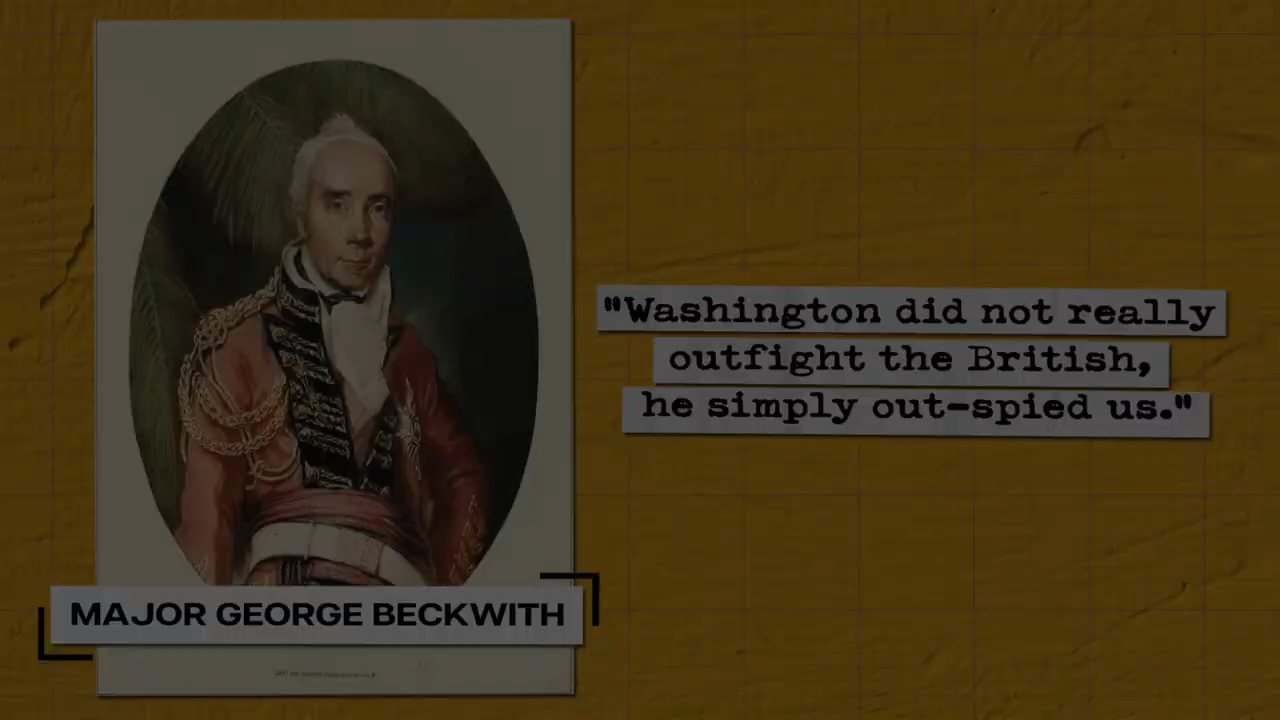 "Washington did not really
outfight the British,
he simply out-spied us."
MAJOR GEORGE BECKWITH